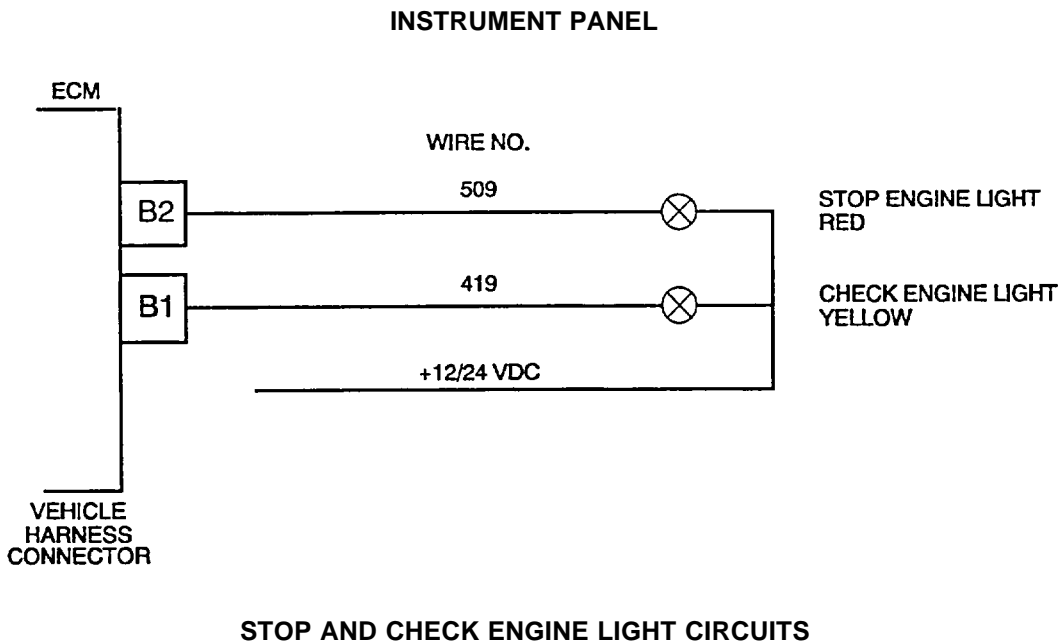 INSTRUMENT PANEL
ECM
WIRE NO.
B2
509
STOP ENGINE LIGHT
RED
B1
419
CHECK ENGINE LIGHT
YELLOW
+12/24 VDC
VEHICLE
HARNESS
CONNECTOR
STOP AND CHECK ENGINE LIGHT CIRCUITS